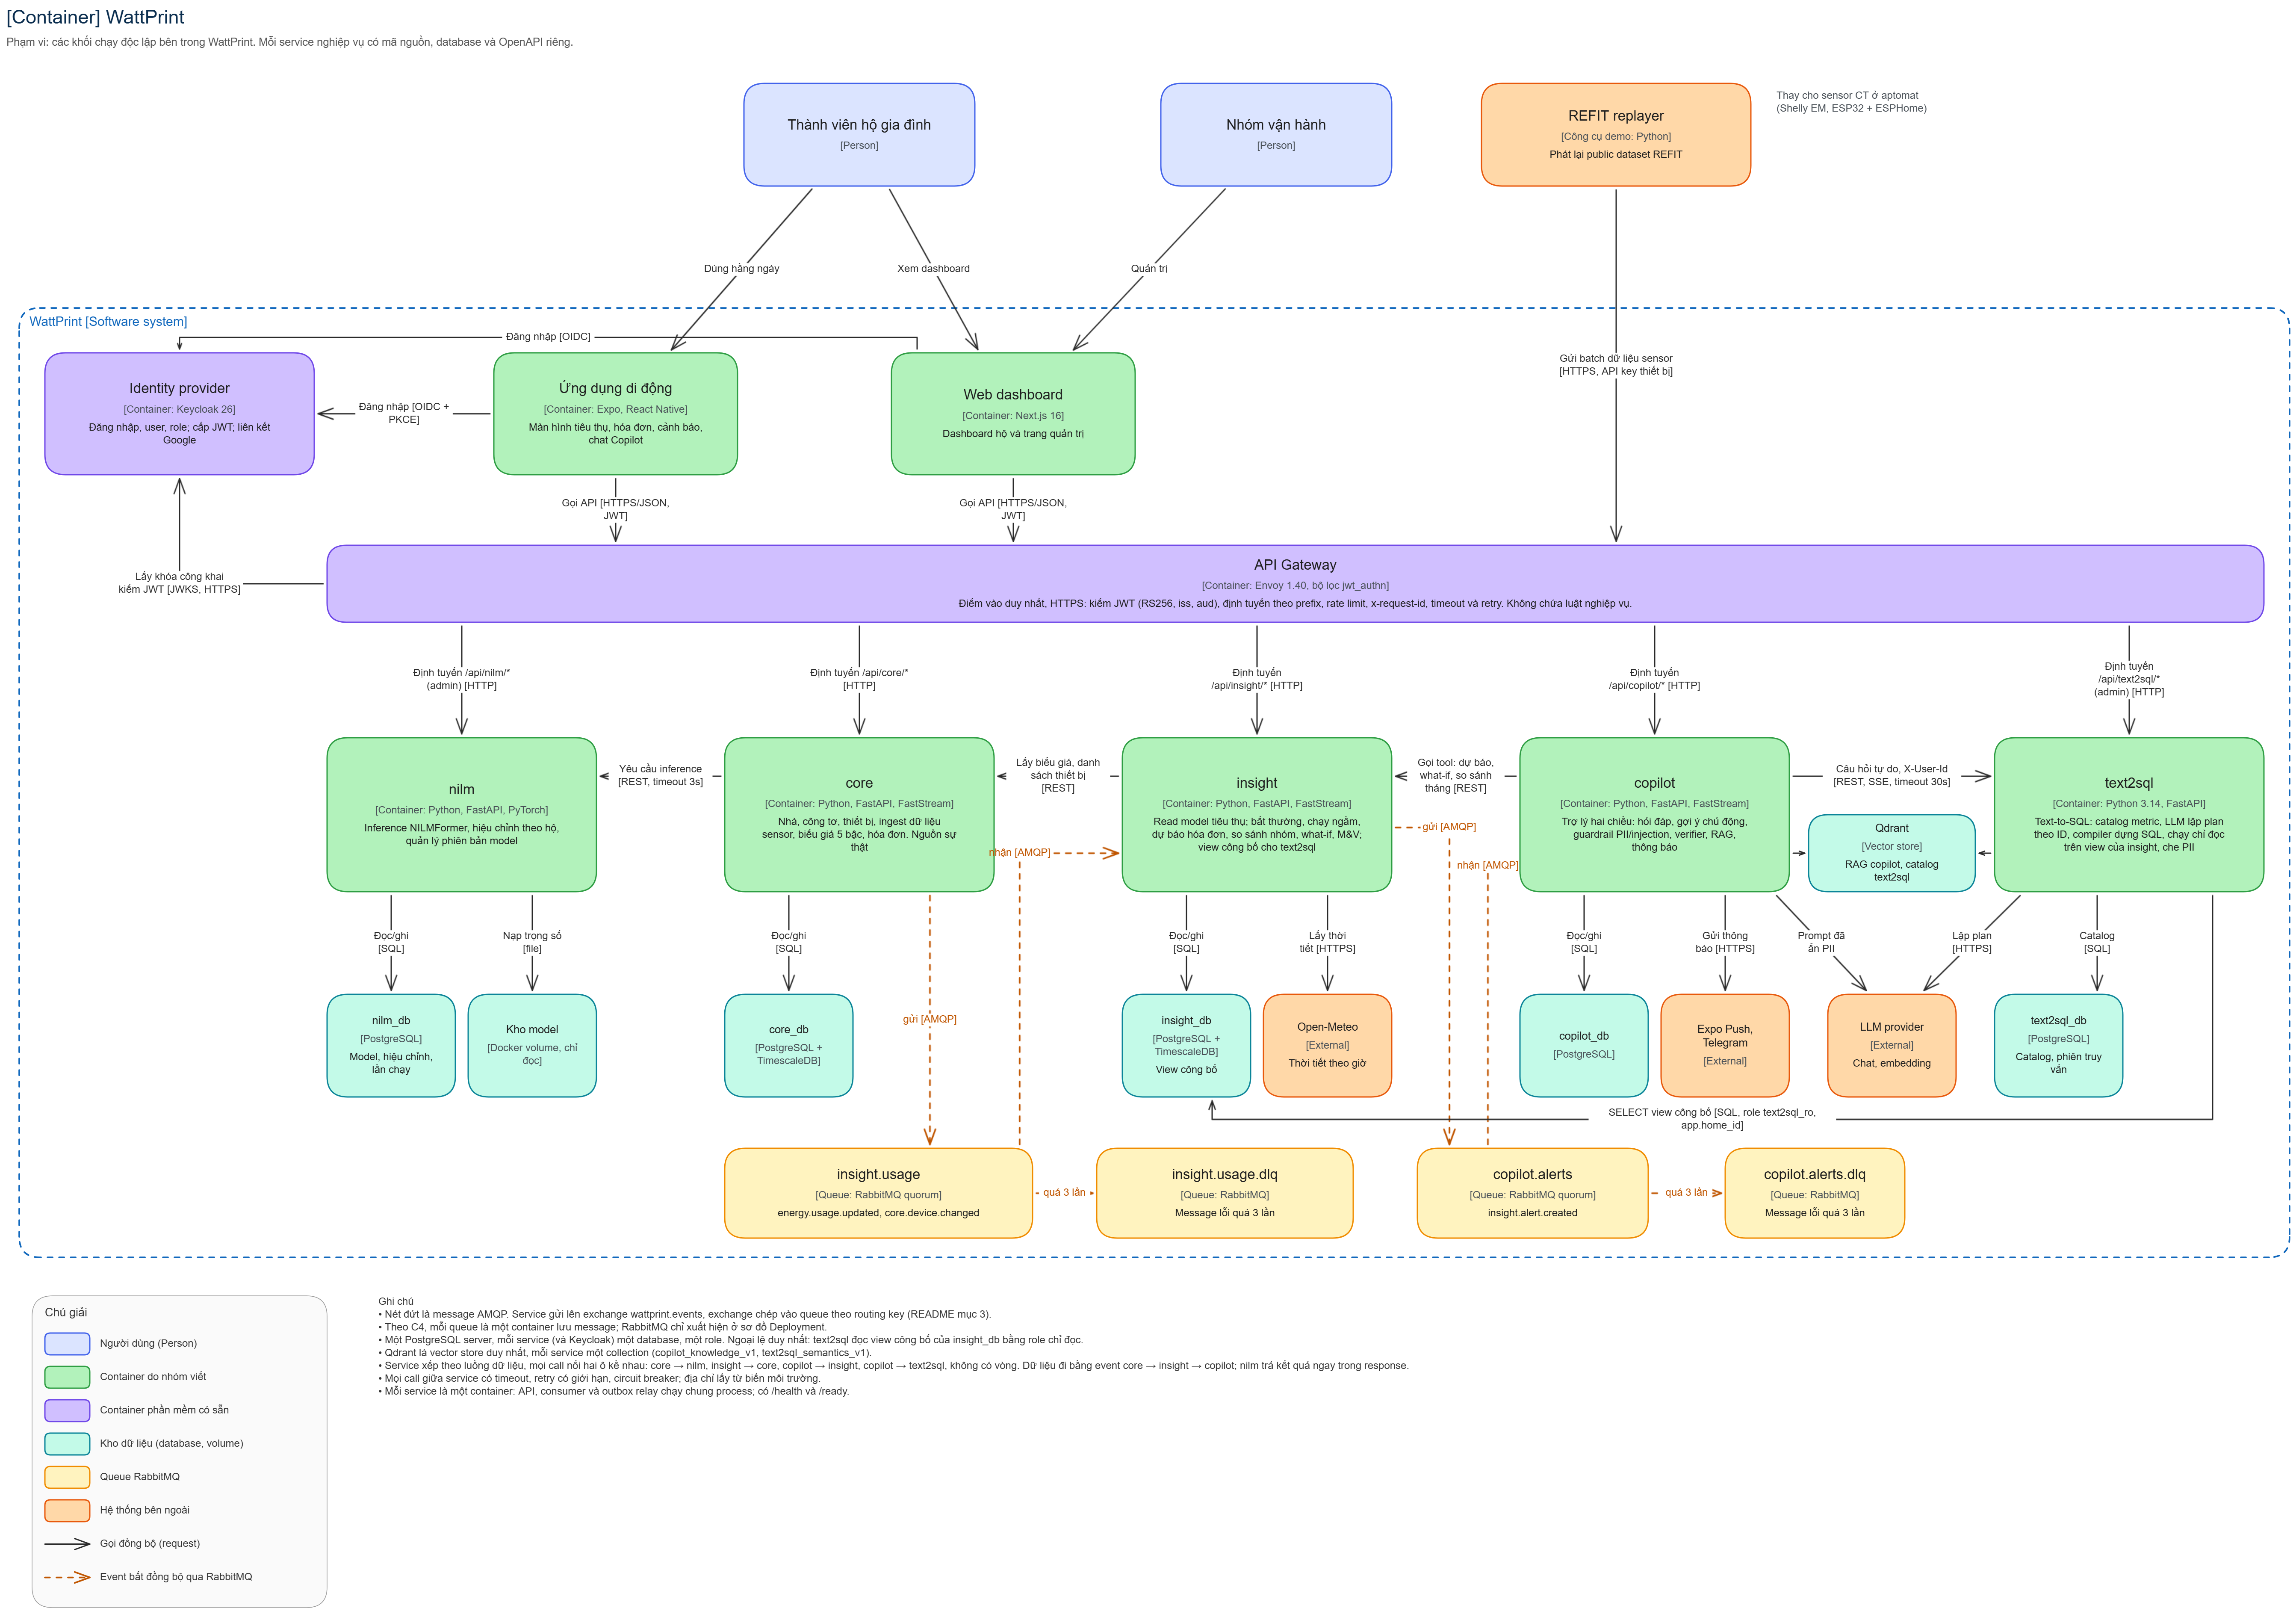 [Container] WattPrint
Phạm vi: các khối chạy độc lập bên trong WattPrint. Mỗi service nghiệp vụ có mã nguồn, database và OpenAPI riêng.
Thành viên hộ gia đình
[Person]
Nhóm vận hành
[Person]
REFIT replayer
[Công cụ demo: Python]
Phát lại public dataset REFIT
Thay cho sensor CT ở aptomat
(Shelly EM, ESP32 + ESPHome)
Dùng hằng ngày
Xem dashboard
Quản trị
WattPrint [Software system]
Đăng nhập [OIDC]
Gửi batch dữ liệu sensor
[HTTPS, API key thiết bị]
Identity provider
[Container: Keycloak 26]
Đăng nhập, user, role; cấp JWT; liên kết
Google
Đăng nhập [OIDC +
PKCE]
Ứng dụng di động
[Container: Expo, React Native]
Màn hình tiêu thụ, hóa đơn, cảnh báo,
chat Copilot
Web dashboard
[Container: Next.js 16]
Dashboard hộ và trang quản trị
Gọi API [HTTPS/JSON,
JWT]
Gọi API [HTTPS/JSON,
JWT]
Lấy khóa công khai
kiểm JWT [JWKS, HTTPS]
API Gateway
[Container: Envoy 1.40, bộ lọc jwt_authn]
Điểm vào duy nhất, HTTPS: kiểm JWT (RS256, iss, aud), định tuyến theo prefix, rate limit, x-request-id, timeout và retry. Không chứa luật nghiệp vụ.
Định tuyến /api/nilm/*
(admin) [HTTP]
Định tuyến /api/core/*
[HTTP]
Định tuyến
/api/insight/* [HTTP]
Định tuyến
/api/copilot/* [HTTP]
Định tuyến
/api/text2sql/*
(admin) [HTTP]
nilm
[Container: Python, FastAPI, PyTorch]
Inference NILMFormer, hiệu chỉnh theo hộ,
quản lý phiên bản model
Yêu cầu inference
[REST, timeout 3s]
core
[Container: Python, FastAPI, FastStream]
Nhà, công tơ, thiết bị, ingest dữ liệu
sensor, biểu giá 5 bậc, hóa đơn. Nguồn sự
thật
Lấy biểu giá, danh
sách thiết bị
[REST]
nhận [AMQP]
insight
[Container: Python, FastAPI, FastStream]
Read model tiêu thụ; bất thường, chạy ngầm,
dự báo hóa đơn, so sánh nhóm, what-if, M&V;
view công bố cho text2sql
Gọi tool: dự báo,
what-if, so sánh
tháng [REST]
gửi [AMQP]
nhận [AMQP]
copilot
[Container: Python, FastAPI, FastStream]
Trợ lý hai chiều: hỏi đáp, gợi ý chủ động,
guardrail PII/injection, verifier, RAG,
thông báo
Câu hỏi tự do, X-User-Id
[REST, SSE, timeout 30s]
Qdrant
[Vector store]
RAG copilot, catalog
text2sql
text2sql
[Container: Python 3.14, FastAPI]
Text-to-SQL: catalog metric, LLM lập plan
theo ID, compiler dựng SQL, chạy chỉ đọc
trên view của insight, che PII
Đọc/ghi
[SQL]
Nạp trọng số
[file]
Đọc/ghi
[SQL]
Đọc/ghi
[SQL]
Lấy thời
tiết [HTTPS]
Đọc/ghi
[SQL]
Gửi thông
báo [HTTPS]
Prompt đã
ẩn PII
Lập plan
[HTTPS]
Catalog
[SQL]
nilm_db
[PostgreSQL]
Model, hiệu chỉnh,
lần chạy
Kho model
[Docker volume, chỉ
đọc]
core_db
[PostgreSQL +
TimescaleDB]
gửi [AMQP]
insight_db
[PostgreSQL +
TimescaleDB]
View công bố
Open-Meteo
[External]
Thời tiết theo giờ
copilot_db
[PostgreSQL]
Expo Push,
Telegram
[External]
LLM provider
[External]
Chat, embedding
text2sql_db
[PostgreSQL]
Catalog, phiên truy
vấn
SELECT view công bố [SQL, role text2sql_ro,
app.home_id]
insight.usage
[Queue: RabbitMQ quorum]
energy.usage.updated, core.device.changed
quá 3 lần
insight.usage.dlq
[Queue: RabbitMQ]
Message lỗi quá 3 lần
copilot.alerts
[Queue: RabbitMQ quorum]
insight.alert.created
quá 3 lần
copilot.alerts.dlq
[Queue: RabbitMQ]
Message lỗi quá 3 lần
Chú giải
Người dùng (Person)
Container do nhóm viết
Container phần mềm có sẵn
Kho dữ liệu (database, volume)
Queue RabbitMQ
Hệ thống bên ngoài
Gọi đồng bộ (request)
Event bất đồng bộ qua RabbitMQ
Ghi chú
• Nét đứt là message AMQP. Service gửi lên exchange wattprint.events, exchange chép vào queue theo routing key (README mục 3).
• Theo C4, mỗi queue là một container lưu message; RabbitMQ chỉ xuất hiện ở sơ đồ Deployment.
• Một PostgreSQL server, mỗi service (và Keycloak) một database, một role. Ngoại lệ duy nhất: text2sql đọc view công bố của insight_db bằng role chỉ đọc.
• Qdrant là vector store duy nhất, mỗi service một collection (copilot_knowledge_v1, text2sql_semantics_v1).
• Service xếp theo luồng dữ liệu, mọi call nối hai ô kề nhau: core → nilm, insight → core, copilot → insight, copilot → text2sql, không có vòng. Dữ liệu đi bằng event core → insight → copilot; nilm trả kết quả ngay trong response.
• Mọi call giữa service có timeout, retry có giới hạn, circuit breaker; địa chỉ lấy từ biến môi trường.
• Mỗi service là một container: API, consumer và outbox relay chạy chung process; có /health và /ready.